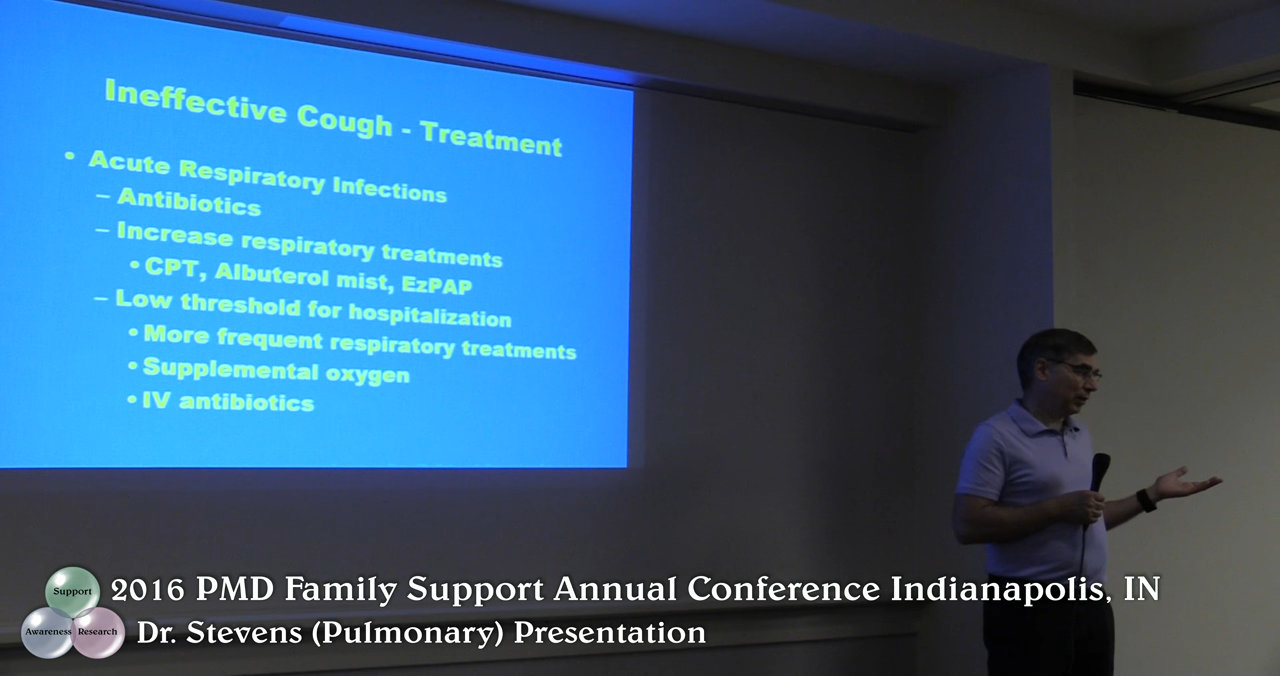 Ineffective Cough - Treatment
• Acute Respiratory Infections
– Antibiotics
– Increase respiratory treatments
• CPT, Albuterol mist, EzPAP
– Low threshold for hospitalization
• More frequent respiratory treatments
• Supplemental oxygen
• IV antibiotics
Support
Awareness Research
2016 PMD Family Support Annual Conference Indianapolis, IN
Dr. Stevens (Pulmonary) Presentation